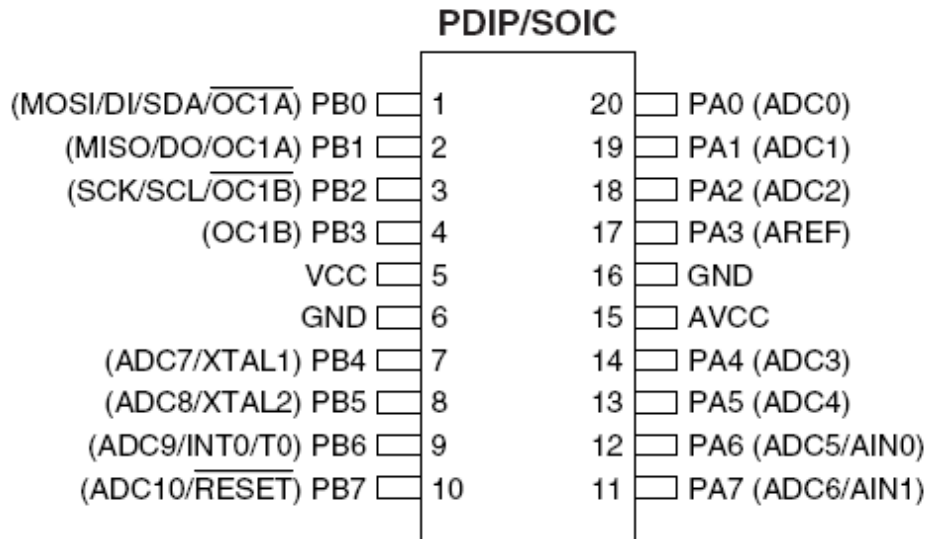 PDIP/SOIC
(MOSI/DI/SDA/OC1A) PB0 1 20 PA0 (ADC0)
(MISO/DO/OC1A) PB1 2 19 PA1 (ADC1)
(SCK/SCL/OC1B) PB2 3 18 PA2 (ADC2)
(OC1B) PB3 4 17 PA3 (AREF)
VCC 5 16 GND
GND 6 15 AVCC
(ADC7/XTAL1) PB4 7 14 PA4 (ADC3)
(ADC8/XTAL2) PB5 8 13 PA5 (ADC4)
(ADC9/INT0/T0) PB6 9 12 PA6 (ADC5/AIN0)
(ADC10/RESET) PB7 10 11 PA7 (ADC6/AIN1)